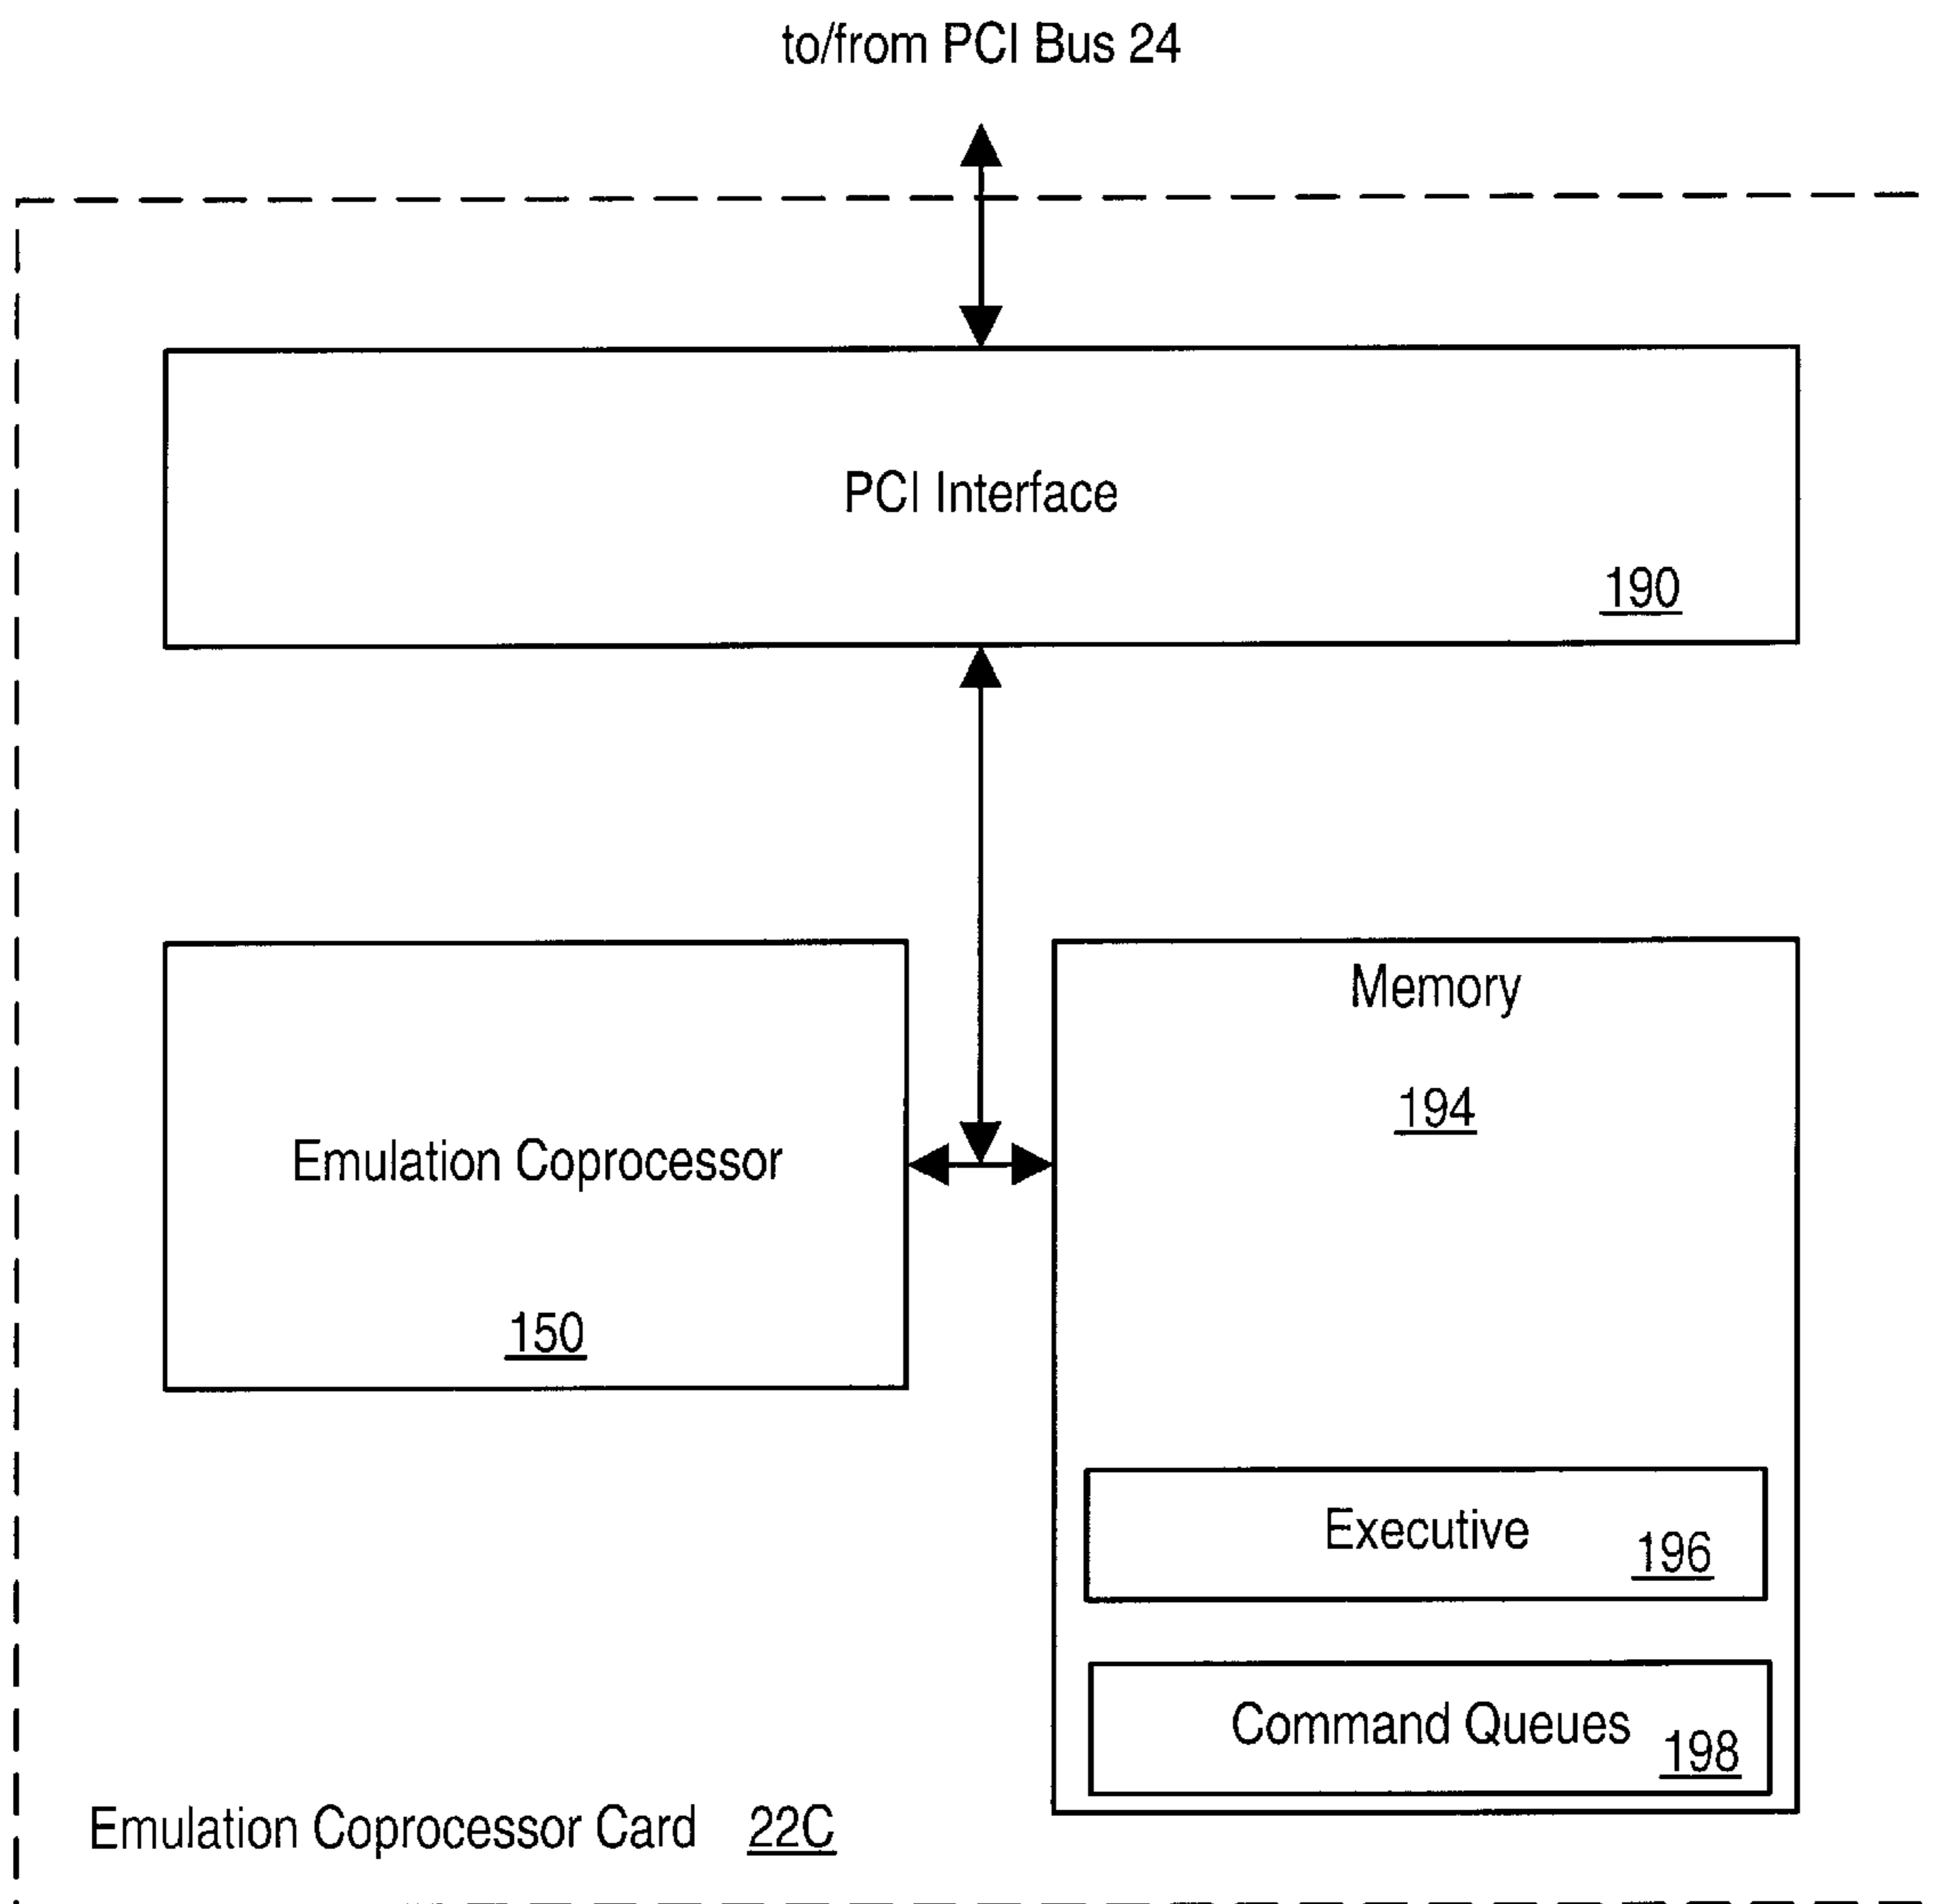 to/from PCI Bus 24
PCI Interface
190
Memory
194
Emulation Coprocessor
150
Executive
196
Command Queues
198
Emulation Coprocessor Card 22C